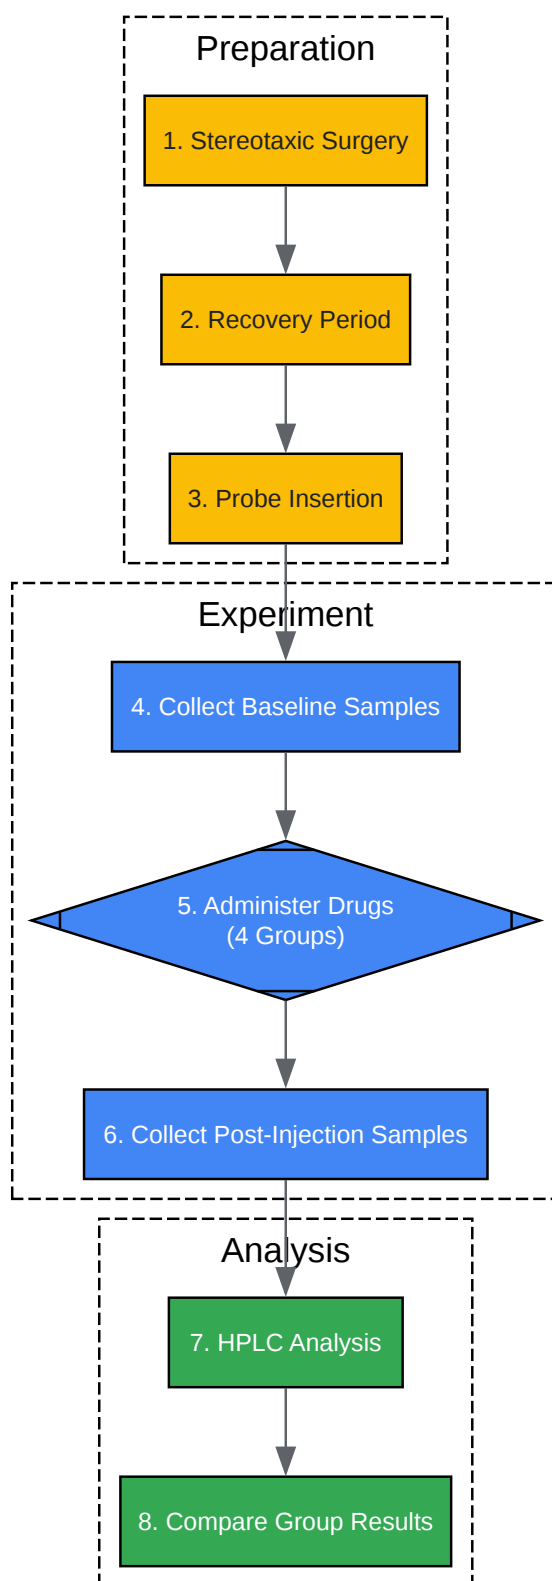 Preparation
1. Stereotaxic Surgery
2. Recovery Period
3. Probe Insertion
Experiment
4. Collect Baseline Samples
5. Administer Drugs
(4 Groups)
6. Collect Post-Injection Samples
Analysis
7. HPLC Analysis
8. Compare Group Results